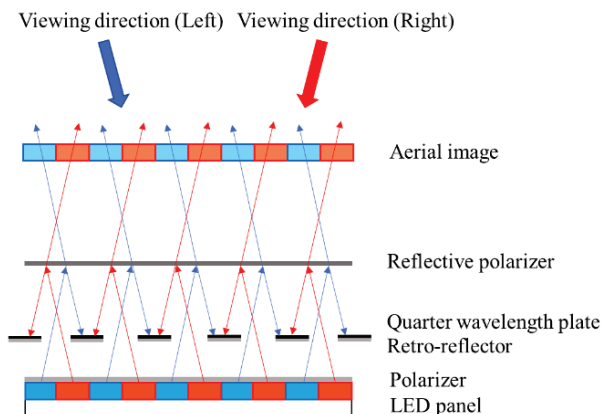 Viewing direction (Left)
Viewing direction (Right)
Aerial image
Reflective polarizer
Quarter wavelength plate
Retro-reflector
Polarizer
LED panel